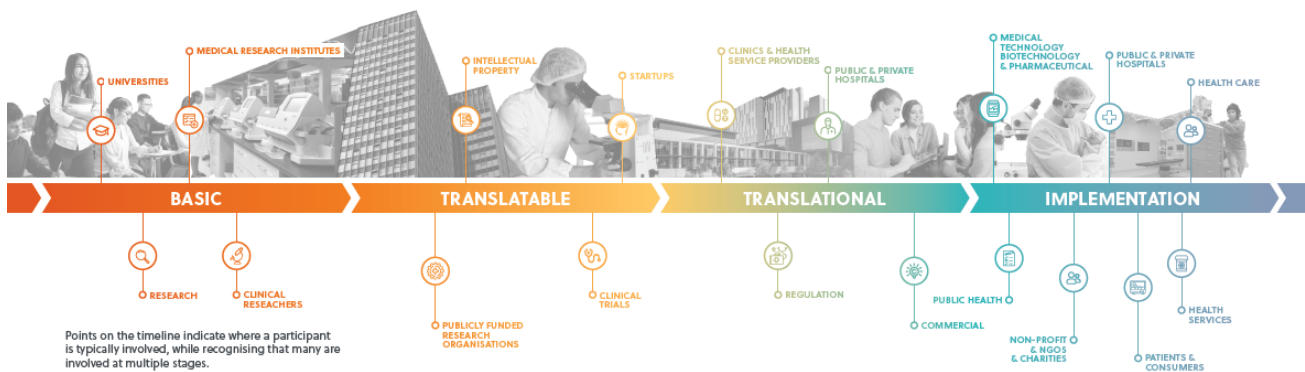 UNIVERSITIES
MEDICAL RESEARCH INSTITUTES
INTELLECTUAL
PROPERTY
STARTUPS
CLINICS & HEALTH
SERVICE PROVIDERS
PUBLIC & PRIVATE
HOSPITALS
MEDICAL
TECHNOLOGY
BIOTECHNOLOGY
& PHARMACEUTICAL
PUBLIC & PRIVATE
HOSPITALS
HEALTH CARE
BASIC
TRANSLATABLE
TRANSLATIONAL
IMPLEMENTATION
RESEARCH
CLINICAL
RESEACHERS
PUBLICLY FUNDED
RESEARCH
ORGANISATIONS
CLINICAL
TRIALS
REGULATION
COMMERCIAL
PUBLIC HEALTH
NON-PROFIT
& NGOS
& CHARITIES
PATIENTS &
CONSUMERS
HEALTH
SERVICES
Points on the timeline indicate where a participant
is typically involved, while recognising that many are
involved at multiple stages.